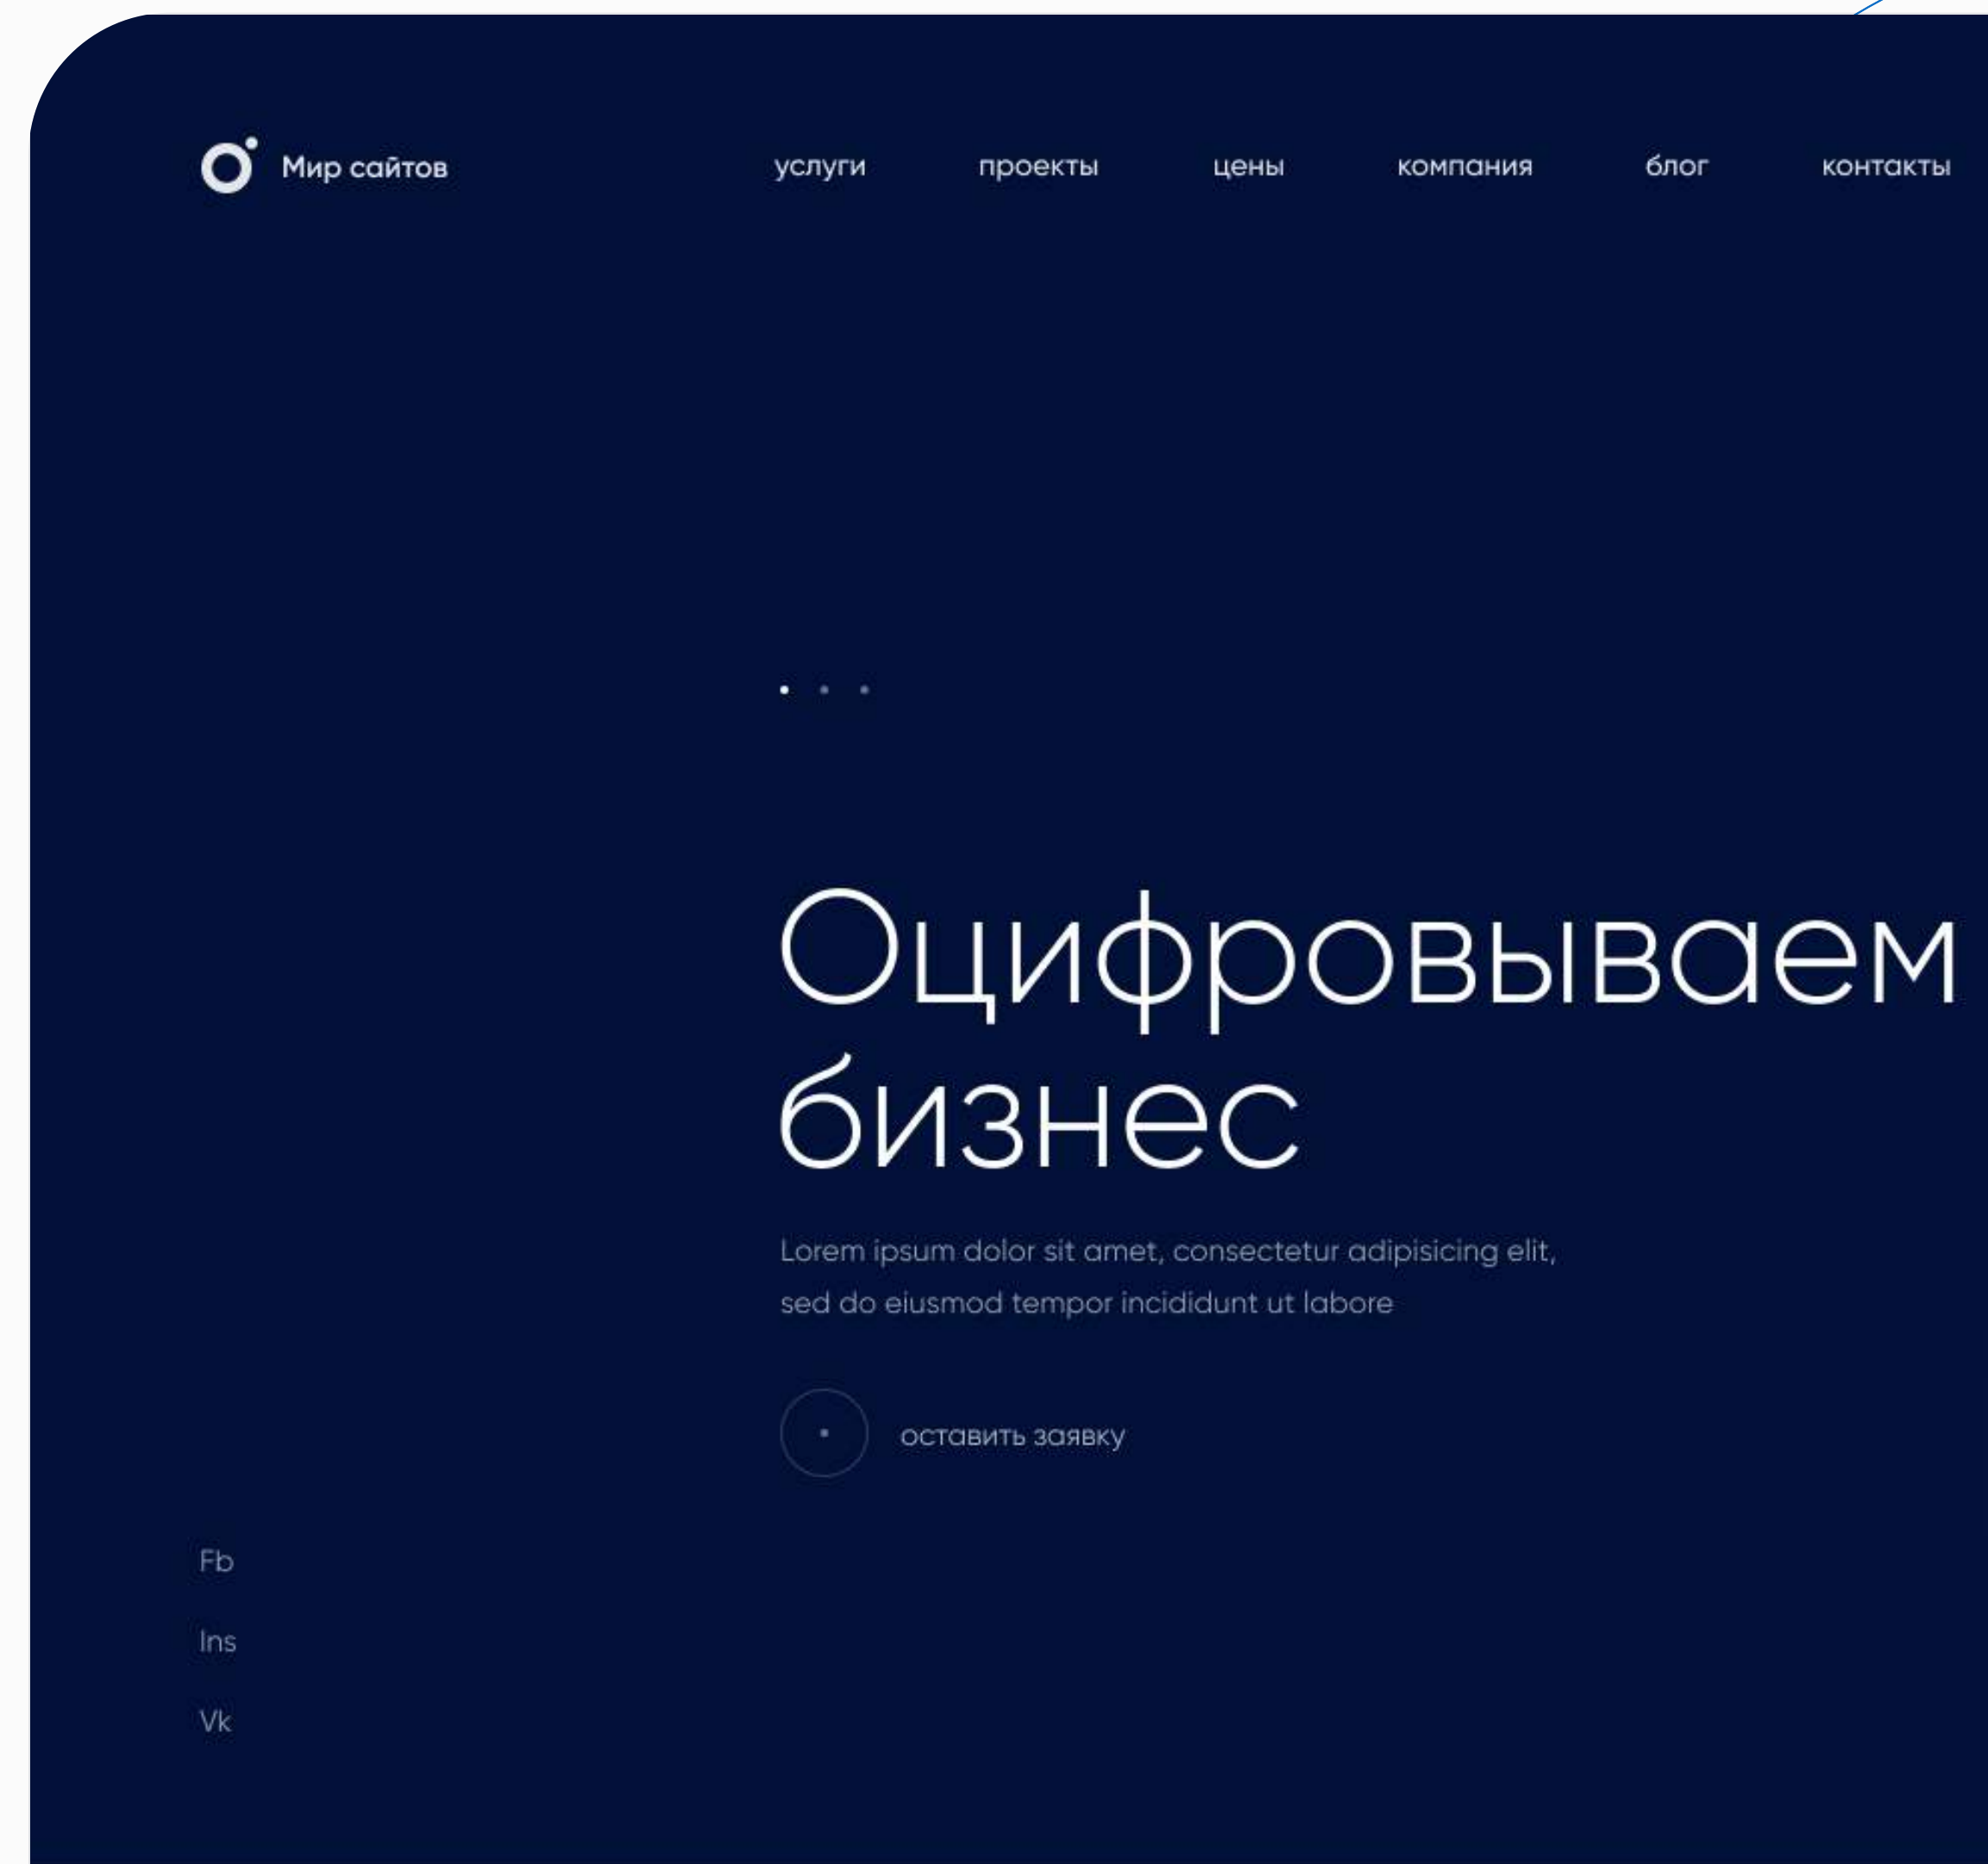 Мир сайтов
услуги проекты цены компания блог контакты
Оцифровываем
бизнес
Lorem ipsum dolor sit amet, consectetur adipisicing elit,
sed do eiusmod tempor incididunt ut labore
оставить заявку
Fb
Ins
Vk